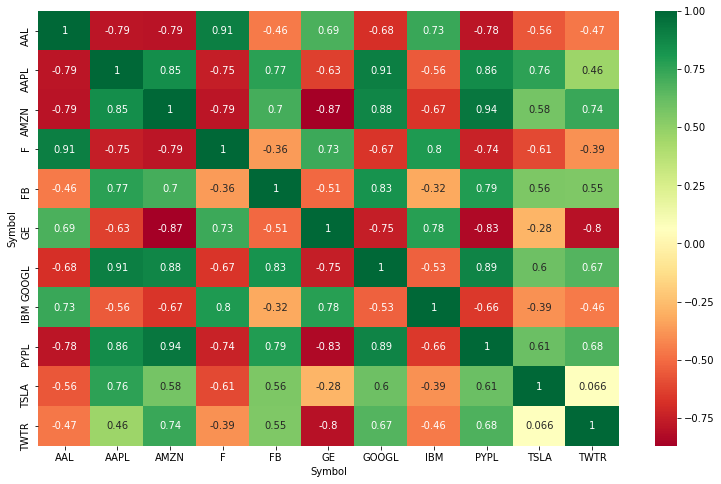 AAL 1 -0.79 -0.79 0.91 -0.46 0.69 -0.68 0.73 -0.78 -0.56 -0.47
AAPL -0.79 1 0.85 -0.75 0.77 -0.63 0.91 -0.56 0.86 0.76 0.46
AMZN -0.79 0.85 1 -0.79 0.7 -0.87 0.88 -0.67 0.94 0.58 0.74
F 0.91 -0.75 -0.79 1 -0.36 0.73 -0.67 0.8 -0.74 -0.61 -0.39
FB -0.46 0.77 0.7 -0.36 1 -0.51 0.83 -0.32 0.79 0.56 0.55
Symbol
GE 0.69 -0.63 -0.87 0.73 -0.51 1 -0.75 0.78 -0.83 -0.28 -0.8
GOOGL -0.68 0.91 0.88 -0.67 0.83 -0.75 1 -0.53 0.89 0.6 0.67
IBM 0.73 -0.56 -0.67 0.8 -0.32 0.78 -0.53 1 -0.66 -0.39 -0.46
PYPL -0.78 0.86 0.94 -0.74 0.79 -0.83 0.89 -0.66 1 0.61 0.68
TSLA -0.56 0.76 0.58 -0.61 0.56 -0.28 0.6 -0.39 0.61 1 0.066
TWTR -0.47 0.46 0.74 -0.39 0.55 -0.8 0.67 -0.46 0.68 0.066 1
AAL AAPL AMZN F FB GE GOOGL IBM PYPL TSLA TWTR
Symbol
1.00
0.75
0.50
0.25
0.00
−0.25
−0.50
−0.75